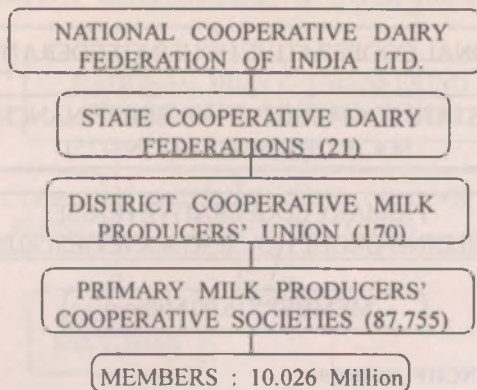 NATIONAL COOPERATIVE DAIRY
FEDERATION OF INDIA LTD.
STATE COOPERATIVE DAIRY
FEDERATIONS (21)
DISTRICT COOPERATIVE MILK
PRODUCERS' UNION (170)
PRIMARY MILK PRODUCERS'
COOPERATIVE SOCIETIES (87,755)
MEMBERS : 10.026 Million